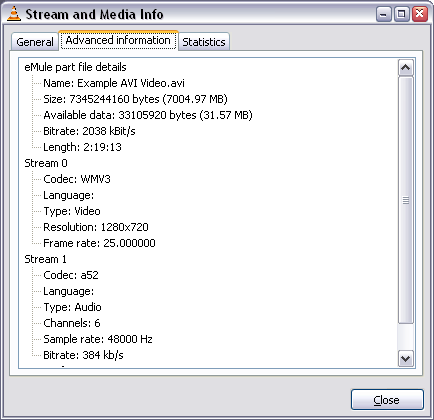 Stream and Media Info
General
Advanced information
Statistics
eMule part file details
Name: Example AVI Video.avi
Size: 7345244160 bytes (7004.97 MB)
Available data: 33105920 bytes (31.57 MB)
Bitrate: 2038 kBit/s
Length: 2:19:13
Stream 0
Codec: WMV3
Language:
Type: Video
Resolution: 1280x720
Frame rate: 25.000000
Stream 1
Codec: a52
Language:
Type: Audio
Channels: 6
Sample rate: 48000 Hz
Bitrate: 384 kb/s
Close